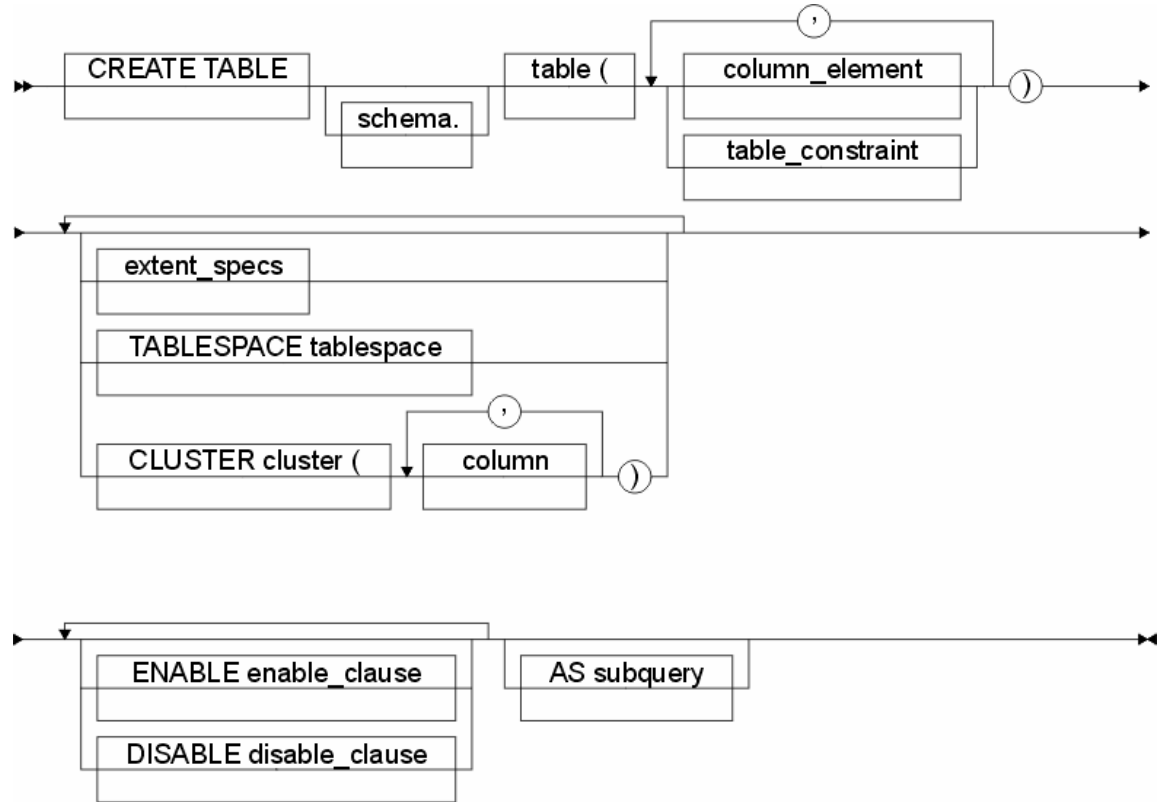 ,
CREATE TABLE table ( column_element )
schema. table_constraint
extent_specs
TABLESPACE tablespace
,
CLUSTER cluster ( column )
ENABLE enable_clause AS subquery
DISABLE disable_clause